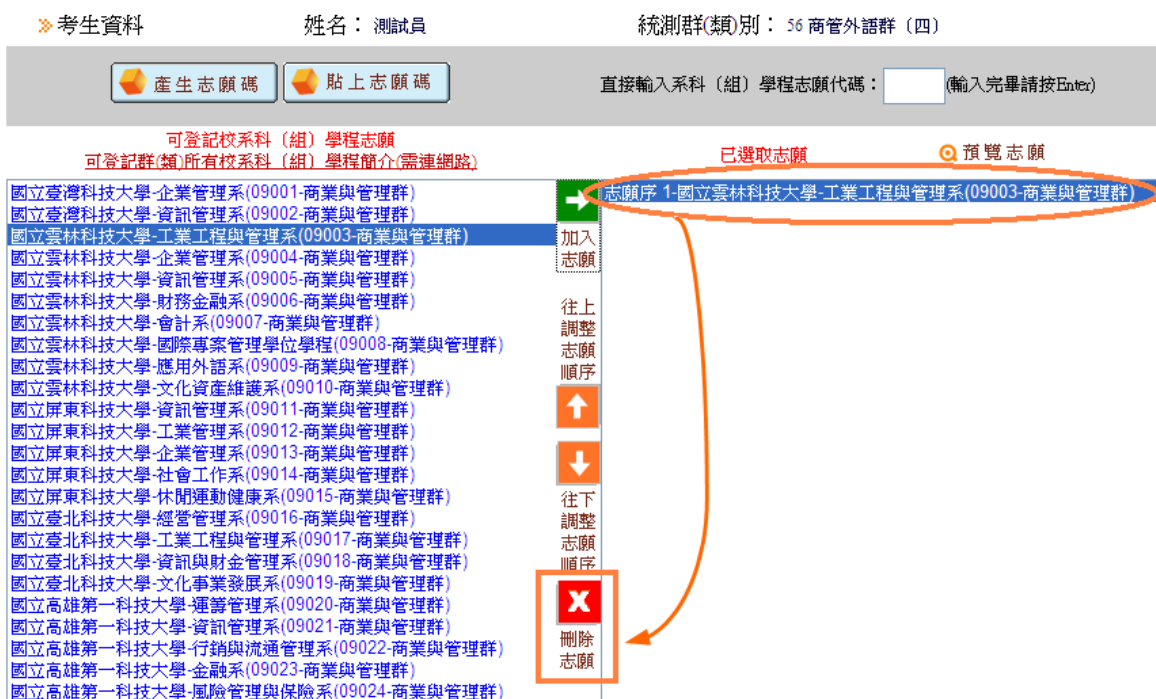 考生資料 姓名： 測試員 統測群(類)別： 56 商管外語群〔四〕
產生志願碼 貼上志願碼 直接輸入系科〔組〕學程志願代碼： (輸入完畢請按Enter)
可登記校系科〔組〕學程志願
可登記群(類)所有校系科〔組〕學程簡介(需連網路)
已選取志願 預覽志願
國立臺灣科技大學-企業管理系(09001-商業與管理群)
國立臺灣科技大學-資訊管理系(09002-商業與管理群)
國立雲林科技大學-工業工程與管理系(09003-商業與管理群)
國立雲林科技大學-企業管理系(09004-商業與管理群)
國立雲林科技大學-資訊管理系(09005-商業與管理群)
國立雲林科技大學-財務金融系(09006-商業與管理群)
國立雲林科技大學-會計系(09007-商業與管理群)
國立雲林科技大學-國際專案管理學位學程(09008-商業與管理群)
國立雲林科技大學-應用外語系(09009-商業與管理群)
國立雲林科技大學-文化資產維護系(09010-商業與管理群)
國立屏東科技大學-資訊管理系(09011-商業與管理群)
國立屏東科技大學-工業管理系(09012-商業與管理群)
國立屏東科技大學-企業管理系(09013-商業與管理群)
國立屏東科技大學-社會工作系(09014-商業與管理群)
國立屏東科技大學-休閒運動健康系(09015-商業與管理群)
國立臺北科技大學-經營管理系(09016-商業與管理群)
國立臺北科技大學-工業工程與管理系(09017-商業與管理群)
國立臺北科技大學-資訊與財金管理系(09018-商業與管理群)
國立臺北科技大學-文化事業發展系(09019-商業與管理群)
國立高雄第一科技大學-運籌管理系(09020-商業與管理群)
國立高雄第一科技大學-資訊管理系(09021-商業與管理群)
國立高雄第一科技大學-行銷與流通管理系(09022-商業與管理群)
國立高雄第一科技大學-金融系(09023-商業與管理群)
國立高雄第一科技大學-風險管理與保險系(09024-商業與管理群)
加入
志願
往上
調整
志願
順序
往下
調整
志願
順序
X
刪除
志願
志願序 1-國立雲林科技大學-工業工程與管理系(09003-商業與管理群)